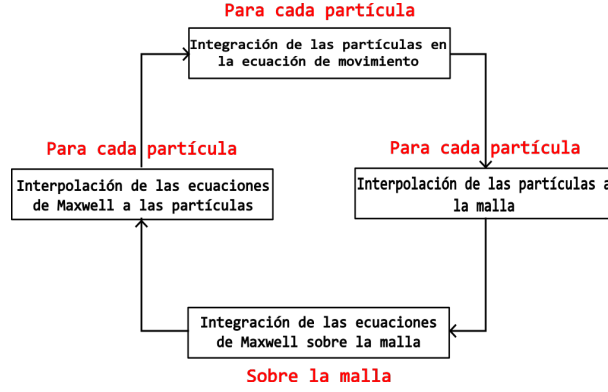 Para cada partícula
Integración de las partículas en
la ecuación de movimiento
Para cada partícula
Interpolación de las ecuaciones
de Maxwell a las partículas
Para cada partícula
Interpolación de las partículas a
la malla
Integración de las ecuaciones
de Maxwell sobre la malla
Sobre la malla